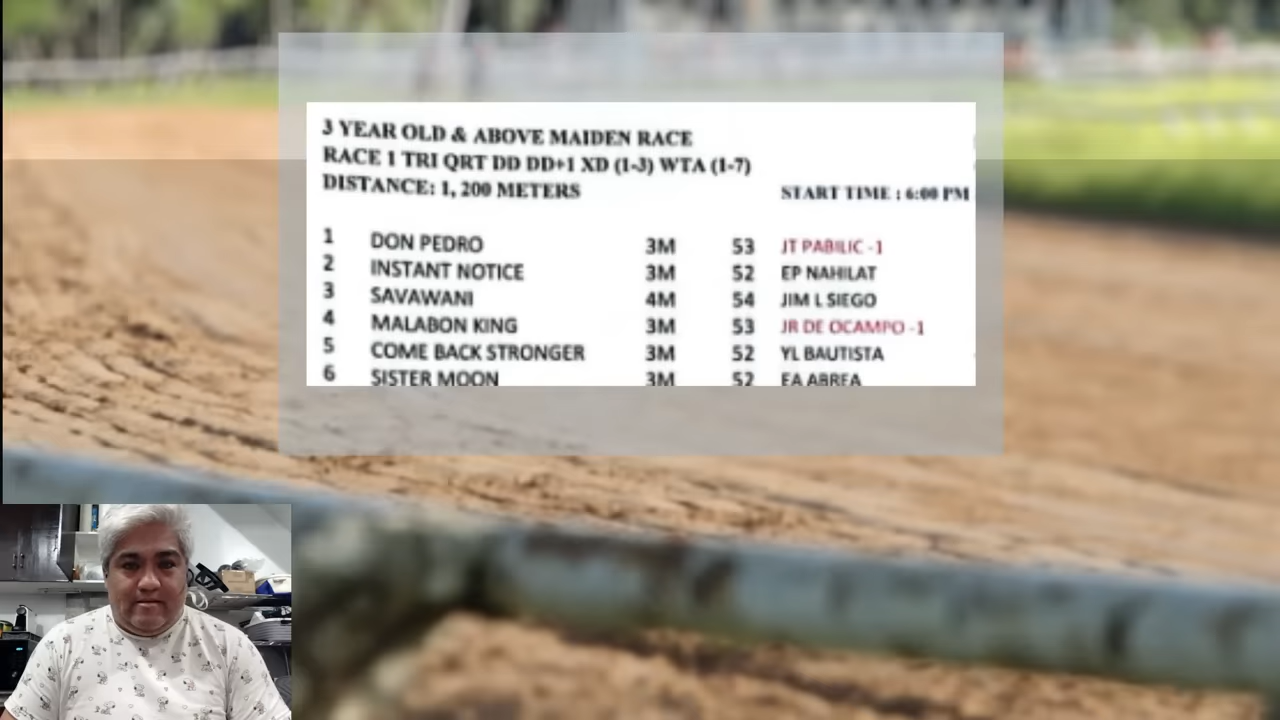 3 YEAR OLD & ABOVE MAIDEN RACE
RACE 1 TRI QRT DD DD+1 XD (1-3) WTA (1-7)
DISTANCE: 1, 200 METERS START TIME : 6:00 PM
1 DON PEDRO 3M 53 JT PABILIC -1
2 INSTANT NOTICE 3M 52 EP NAHILAT
3 SAVAWANI 4M 54 JIM L SIEGO
4 MALABON KING 3M 53 JR DE OCAMPO -1
5 COME BACK STRONGER 3M 52 YL BAUTISTA
6 SISTER MOON 3M 52 EA ABREA